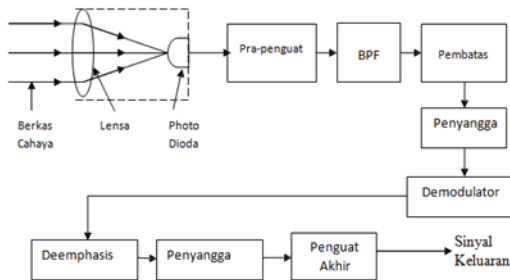 Pra-penguat
BPF
Pembatas
Berkas
Cahaya
Lensa
Photo
Dioda
Penyangga
Demodulator
Deemphasis
Penyangga
Penguat
Akhir
Sinyal
Keluaran